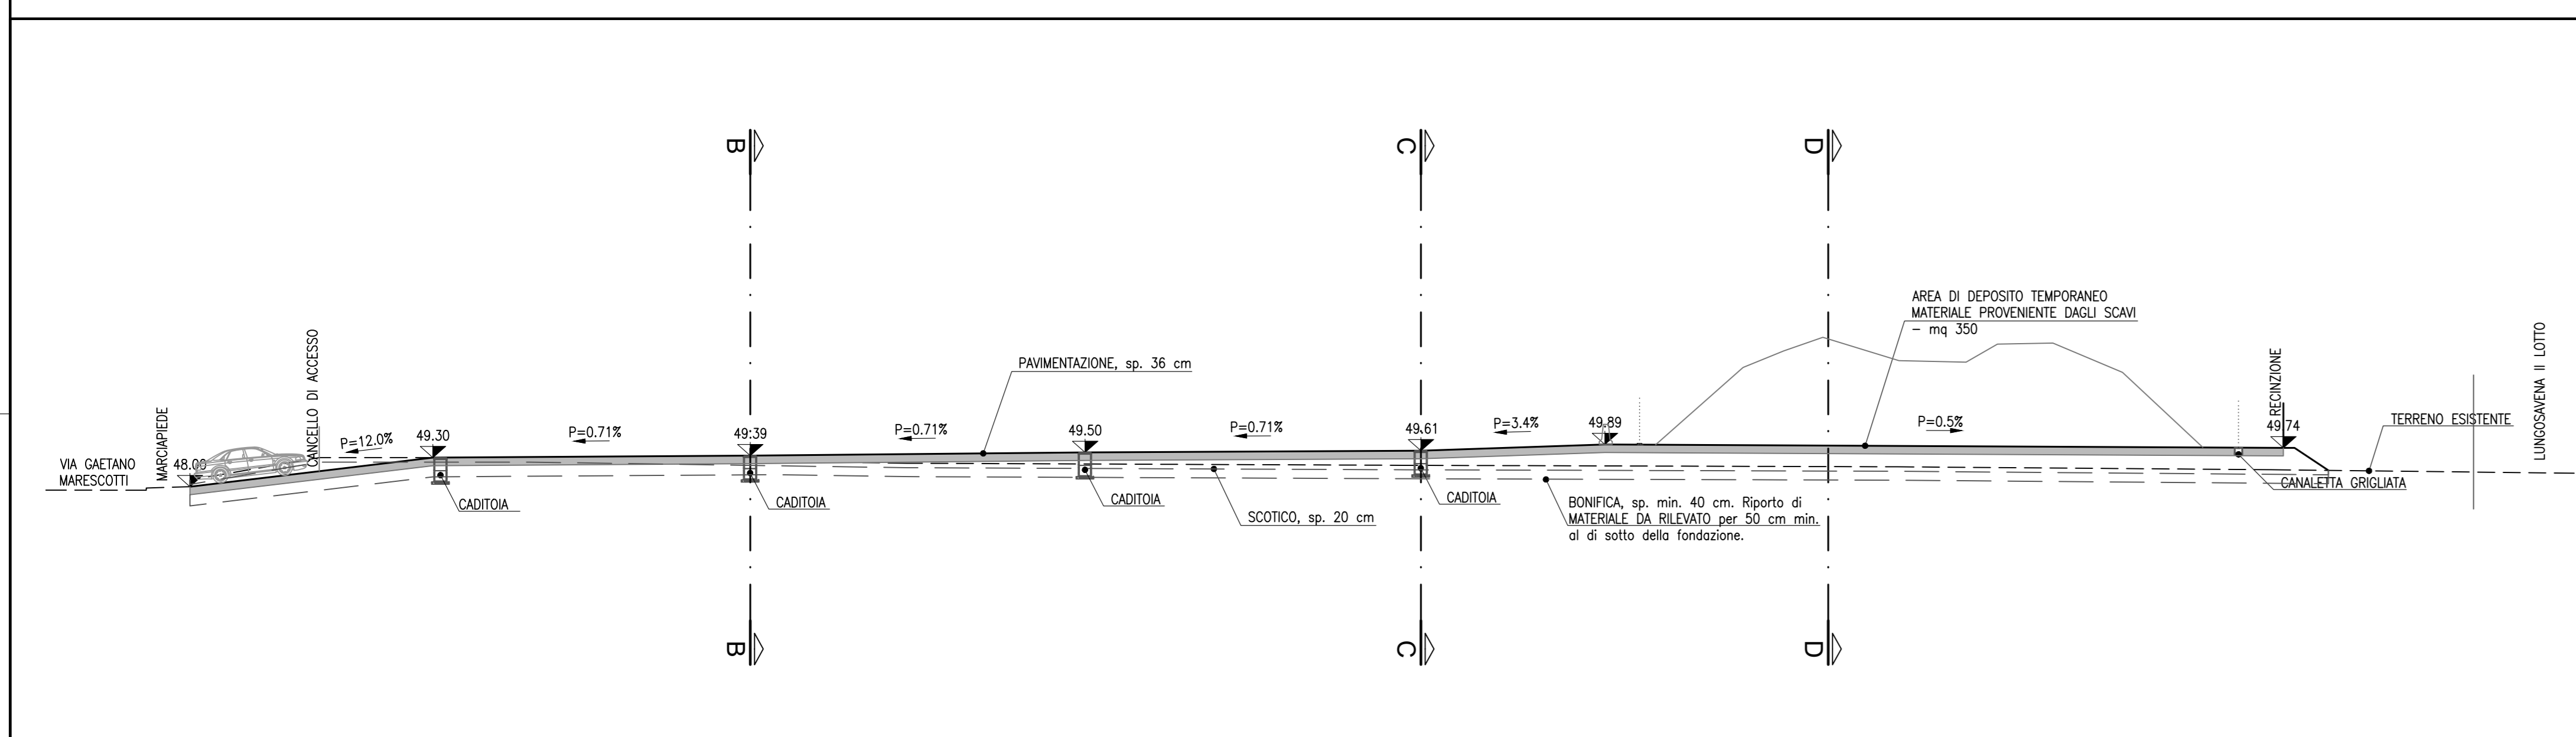 B
C
D
AREA DI DEPOSITO TEMPORANEO
MATERIALE PROVENIENTE DAGLI SCAVI
- mq 350
CANCELLO DI ACCESSO
LUNGOSAVENA II LOTTO
RECINZIONE
PAVIMENTAZIONE, sp. 36 cm
MARCIAPIEDE
P=12.0%
49.30
P=0.71%
49.39
P=0.71%
49.50
P=0.71%
49.61
P=3.4%
49.89
P=0.5%
49.74
TERRENO ESISTENTE
VIA GAETANO
MARESCOTTI
48.00
CADITOIA
CADITOIA
CADITOIA
CADITOIA
SCOTICO, sp. 20 cm
BONIFICA, sp. min. 40 cm. Riporto di
MATERIALE DA RILEVATO per 50 cm min.
al di sotto della fondazione.
CANALETTA GRIGLIATA
B
C
D